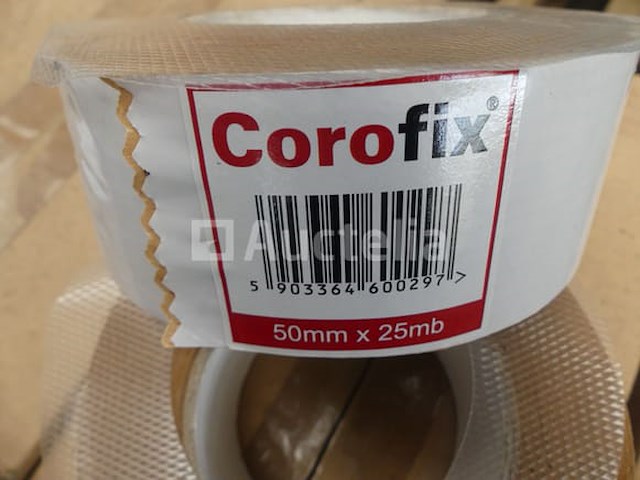 Corofix®
Auctelia
5 903364 600297 >
50mm x 25mb